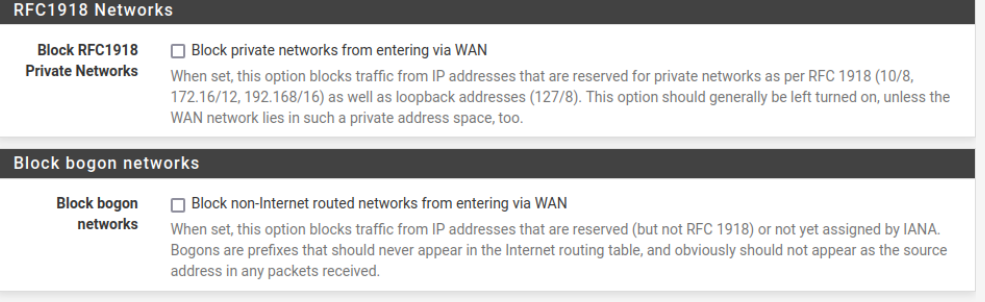 RFC1918 Networks
Block RFC1918
Private Networks
Block private networks from entering via WAN
When set, this option blocks traffic from IP addresses that are reserved for private networks as per RFC 1918 (10/8,
172.16/12, 192.168/16) as well as loopback addresses (127/8). This option should generally be left turned on, unless the
WAN network lies in such a private address space, too.
Block bogon networks
Block bogon
networks
Block non-Internet routed networks from entering via WAN
When set, this option blocks traffic from IP addresses that are reserved (but not RFC 1918) or not yet assigned by IANA.
Bogons are prefixes that should never appear in the Internet routing table, and obviously should not appear as the source
address in any packets received.